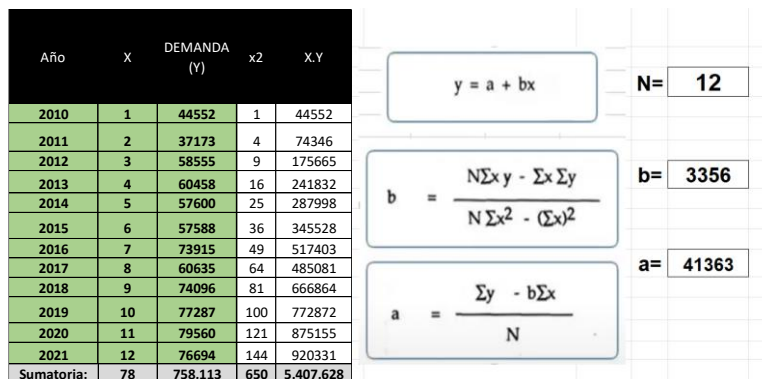 Año X DEMANDA (Y) x2 X.Y
2010 1 44552 1 44552
2011 2 37173 4 74346
2012 3 58555 9 175665
2013 4 60458 16 241832
2014 5 57600 25 287998
2015 6 57588 36 345528
2016 7 73915 49 517403
2017 8 60635 64 485081
2018 9 74096 81 666864
2019 10 77287 100 772872
2020 11 79560 121 875155
2021 12 76694 144 920331
Sumatoria: 78 758.113 650 5.407.628
y = a + bx
N= 12
b = NΣx y - Σx Σy
N Σx² - (Σx)²
b= 3356
a = Σy - bΣx
N
a= 41363